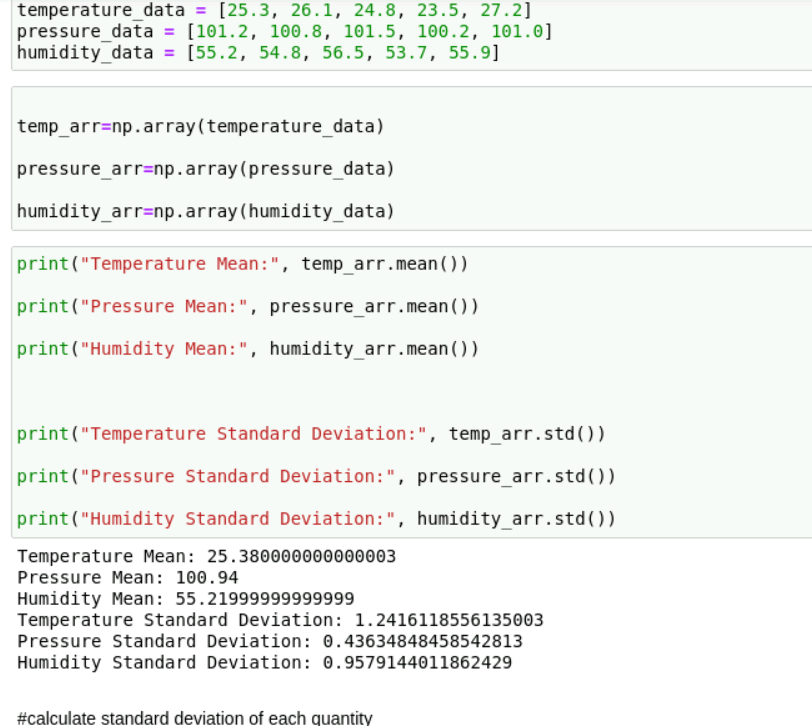 temperature_data = [25.3, 26.1, 24.8, 23.5, 27.2]
pressure_data = [101.2, 100.8, 101.5, 100.2, 101.0]
humidity_data = [55.2, 54.8, 56.5, 53.7, 55.9]
temp_arr=np.array(temperature_data)
pressure_arr=np.array(pressure_data)
humidity_arr=np.array(humidity_data)
print("Temperature Mean:", temp_arr.mean())
print("Pressure Mean:", pressure_arr.mean())
print("Humidity Mean:", humidity_arr.mean())
print("Temperature Standard Deviation:", temp_arr.std())
print("Pressure Standard Deviation:", pressure_arr.std())
print("Humidity Standard Deviation:", humidity_arr.std())
Temperature Mean: 25.380000000000003
Pressure Mean: 100.94
Humidity Mean: 55.21999999999999
Temperature Standard Deviation: 1.2416118556135003
Pressure Standard Deviation: 0.43634848458542813
Humidity Standard Deviation: 0.9579144011862429
#calculate standard deviation of each quantity